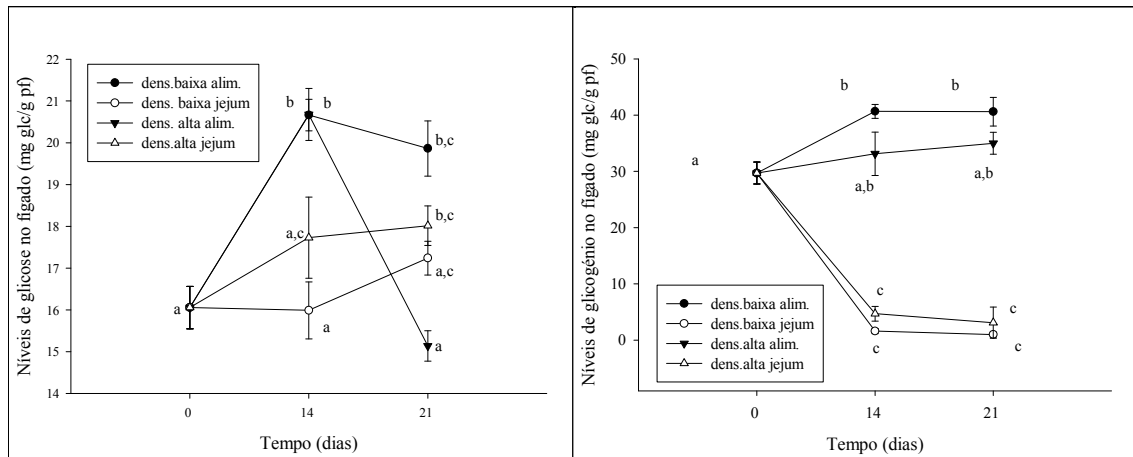 Níveis de glicose no fígado (mg glc/g pf)
22
21
20
19
18
17
16
15
14
dens.baixa alim.
dens. baixa jejum
dens. alta alim.
dens.alta jejum
b b
b,c
b,c
a,c
a,c
a
a
a
0 14 21
Tempo (dias)
Níveis de glicogénio no fígado (mg glc/g pf)
50
40
30
20
10
0
b b
a
a,b a,b
c c
c c
dens.baixa alim.
dens.baixa jejum
dens.alta alim.
dens.alta jejum
0 14 21
Tempo (dias)